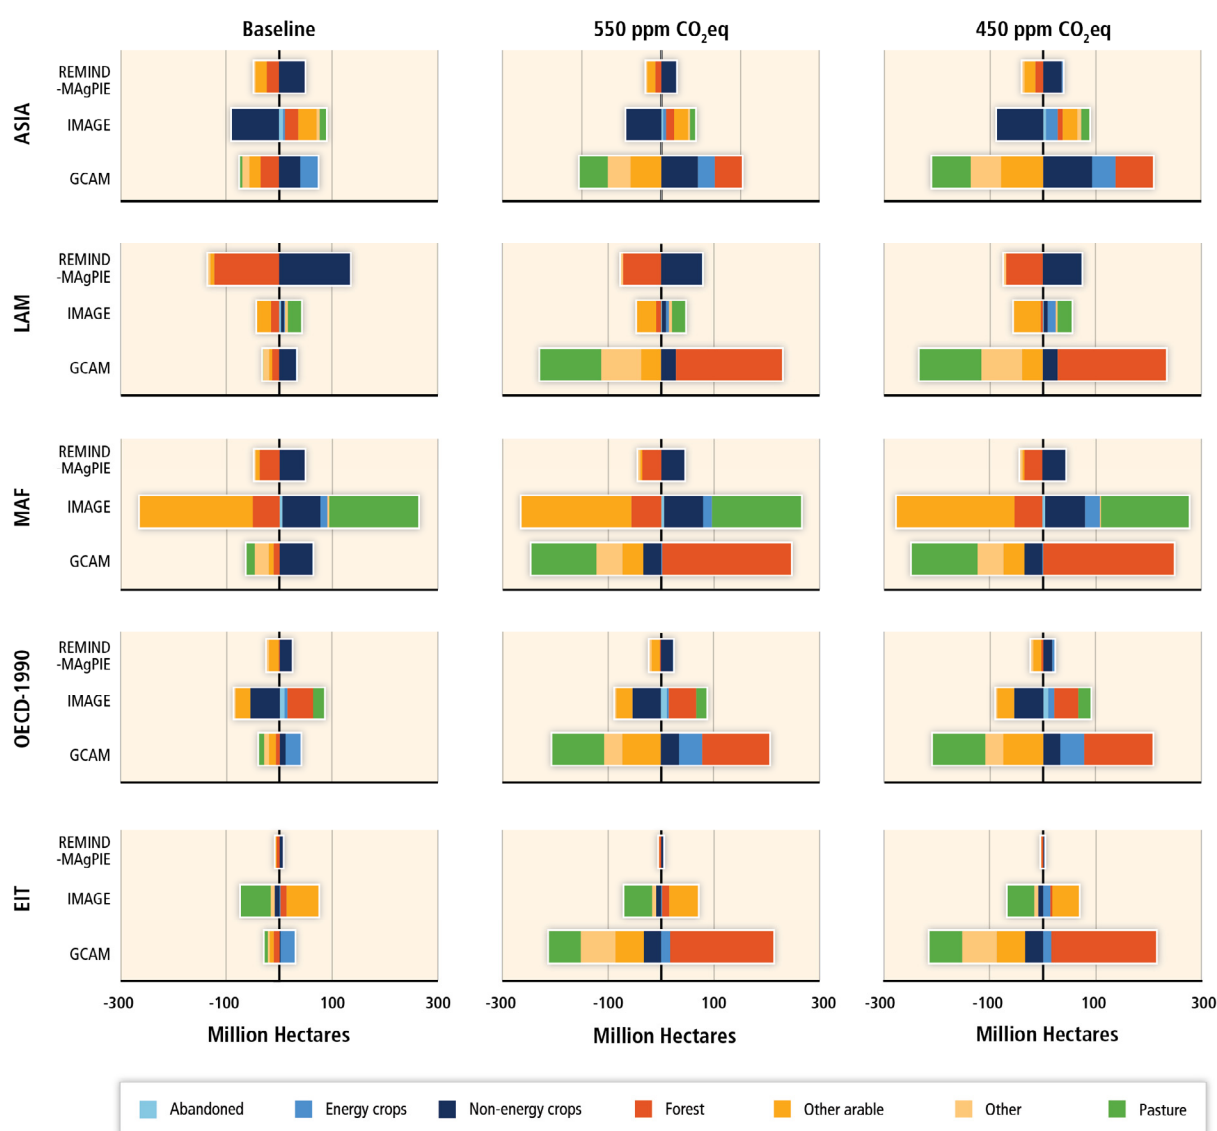 Baseline
550 ppm CO2eq
450 ppm CO2eq
ASIA
REMIND
-MAgPIE
IMAGE
GCAM
LAM
REMIND
-MAgPIE
IMAGE
GCAM
MAF
REMIND
MAgPIE
IMAGE
GCAM
OECD-1990
REMIND
-MAgPIE
IMAGE
GCAM
EIT
REMIND
-MAgPIE
IMAGE
GCAM
-300 -100 100 300
-300 -100 100 300
-300 -100 100 300
Million Hectares
Million Hectares
Million Hectares
Abandoned
Energy crops
Non-energy crops
Forest
Other arable
Other
Pasture